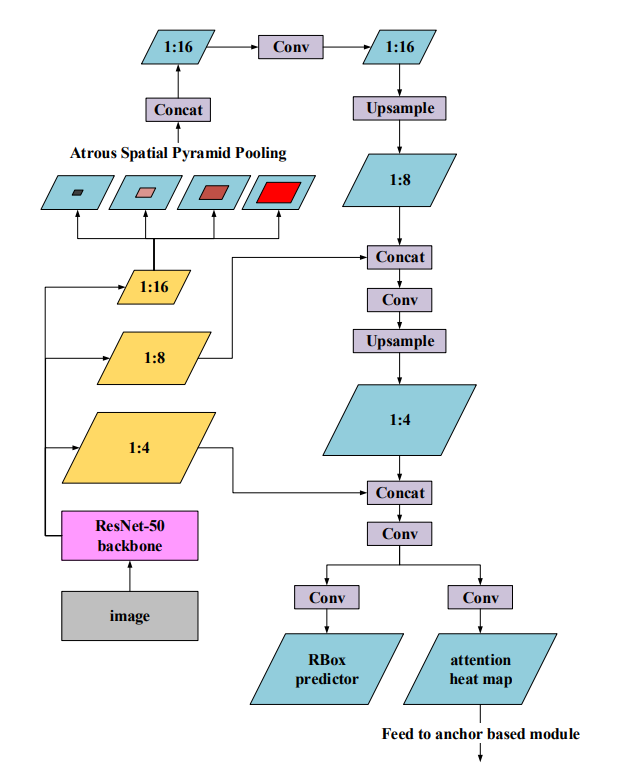 1:16
Conv
1:16
Concat
Upsample
Atrous Spatial Pyramid Pooling
1:8
Concat
1:16
Conv
Upsample
1:8
1:4
1:4
Concat
ResNet-50
backbone
Conv
image
Conv
Conv
RBox
predictor
attention
heat map
Feed to anchor based module